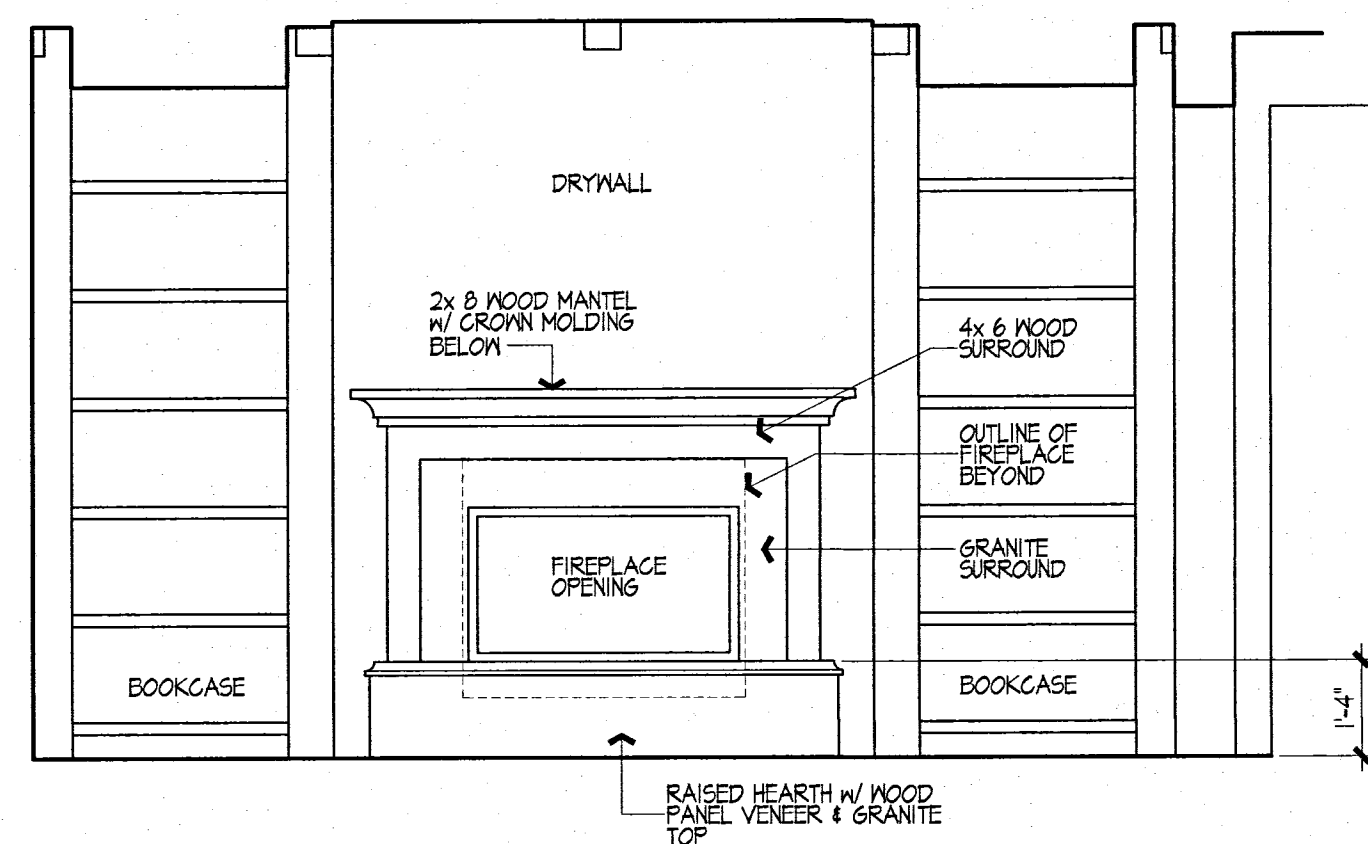 DRYWALL
2x 8 WOOD MANTEL
W/ CROWN MOLDING
BELOW
4x 6 WOOD
SURROUND
OUTLINE OF
FIREPLACE
BEYOND
GRANITE
SURROUND
FIREPLACE
OPENING
BOOKCASE
BOOKCASE
1'-4"
RAISED HEARTH W/ WOOD
PANEL VENEER & GRANITE
TOP